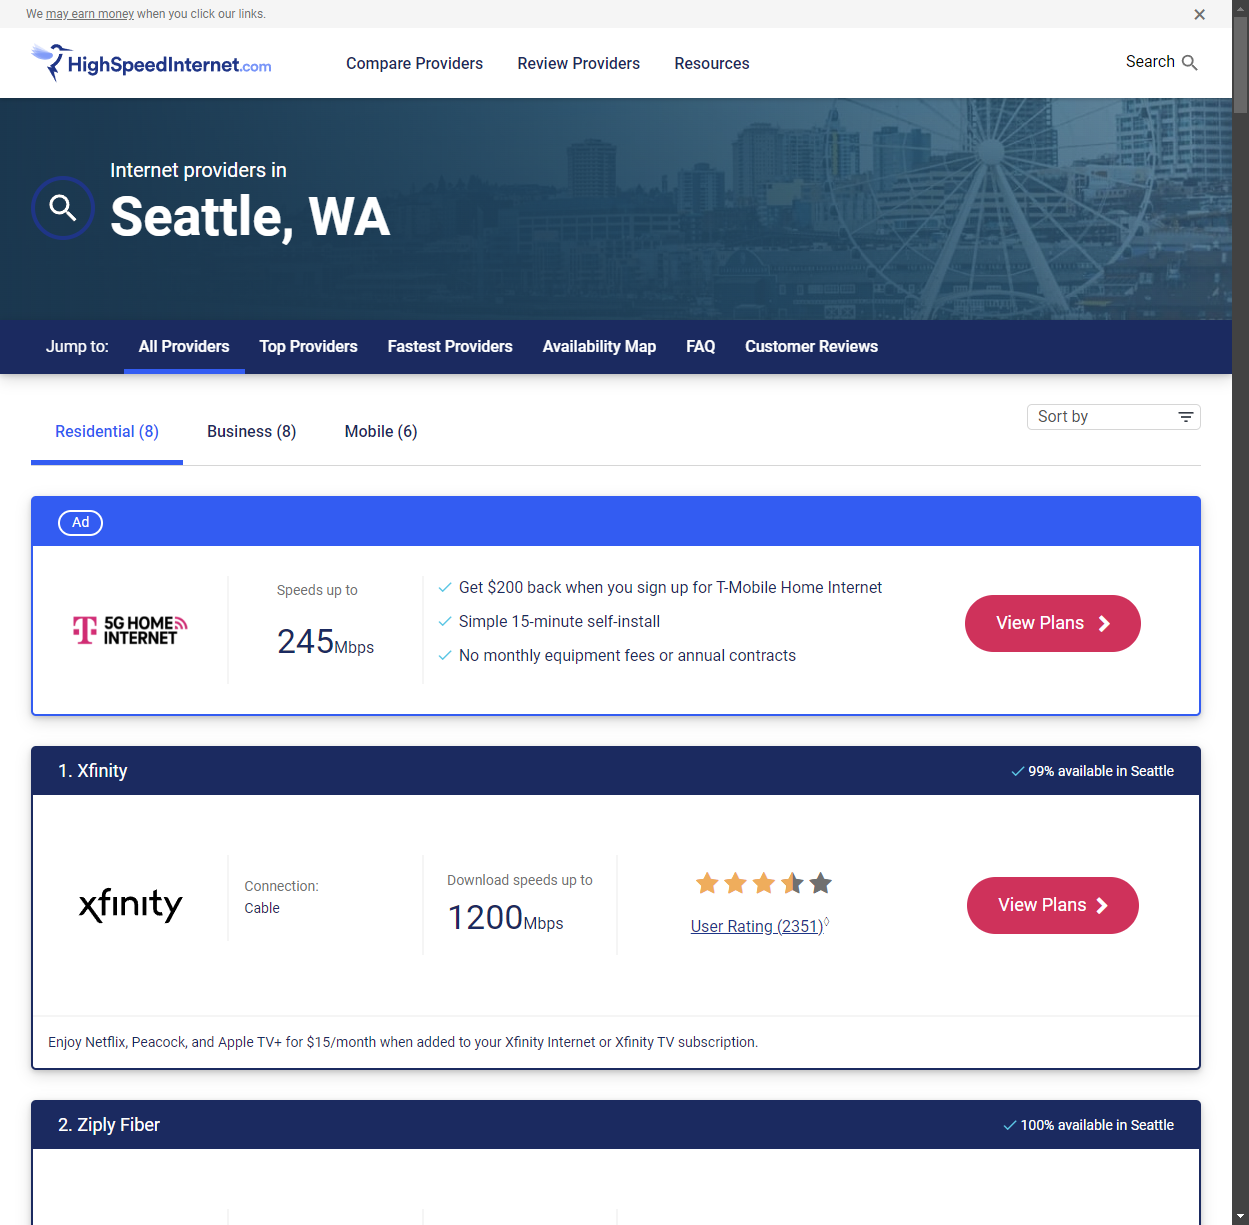 We may earn money when you click our links.
HighSpeedInternet.com
Compare Providers
Review Providers
Resources
Search
Internet providers in
Seattle, WA
Jump to:
All Providers
Top Providers
Fastest Providers
Availability Map
FAQ
Customer Reviews
Residential (8)
Business (8)
Mobile (6)
Sort by
Ad
T 5G HOME
INTERNET
Speeds up to
245Mbps
Get $200 back when you sign up for T-Mobile Home Internet
Simple 15-minute self-install
No monthly equipment fees or annual contracts
View Plans
1. Xfinity
99% available in Seattle
xfinity
Connection:
Cable
Download speeds up to
1200Mbps
User Rating (2351)◊
View Plans
Enjoy Netflix, Peacock, and Apple TV+ for $15/month when added to your Xfinity Internet or Xfinity TV subscription.
2. Ziply Fiber
100% available in Seattle